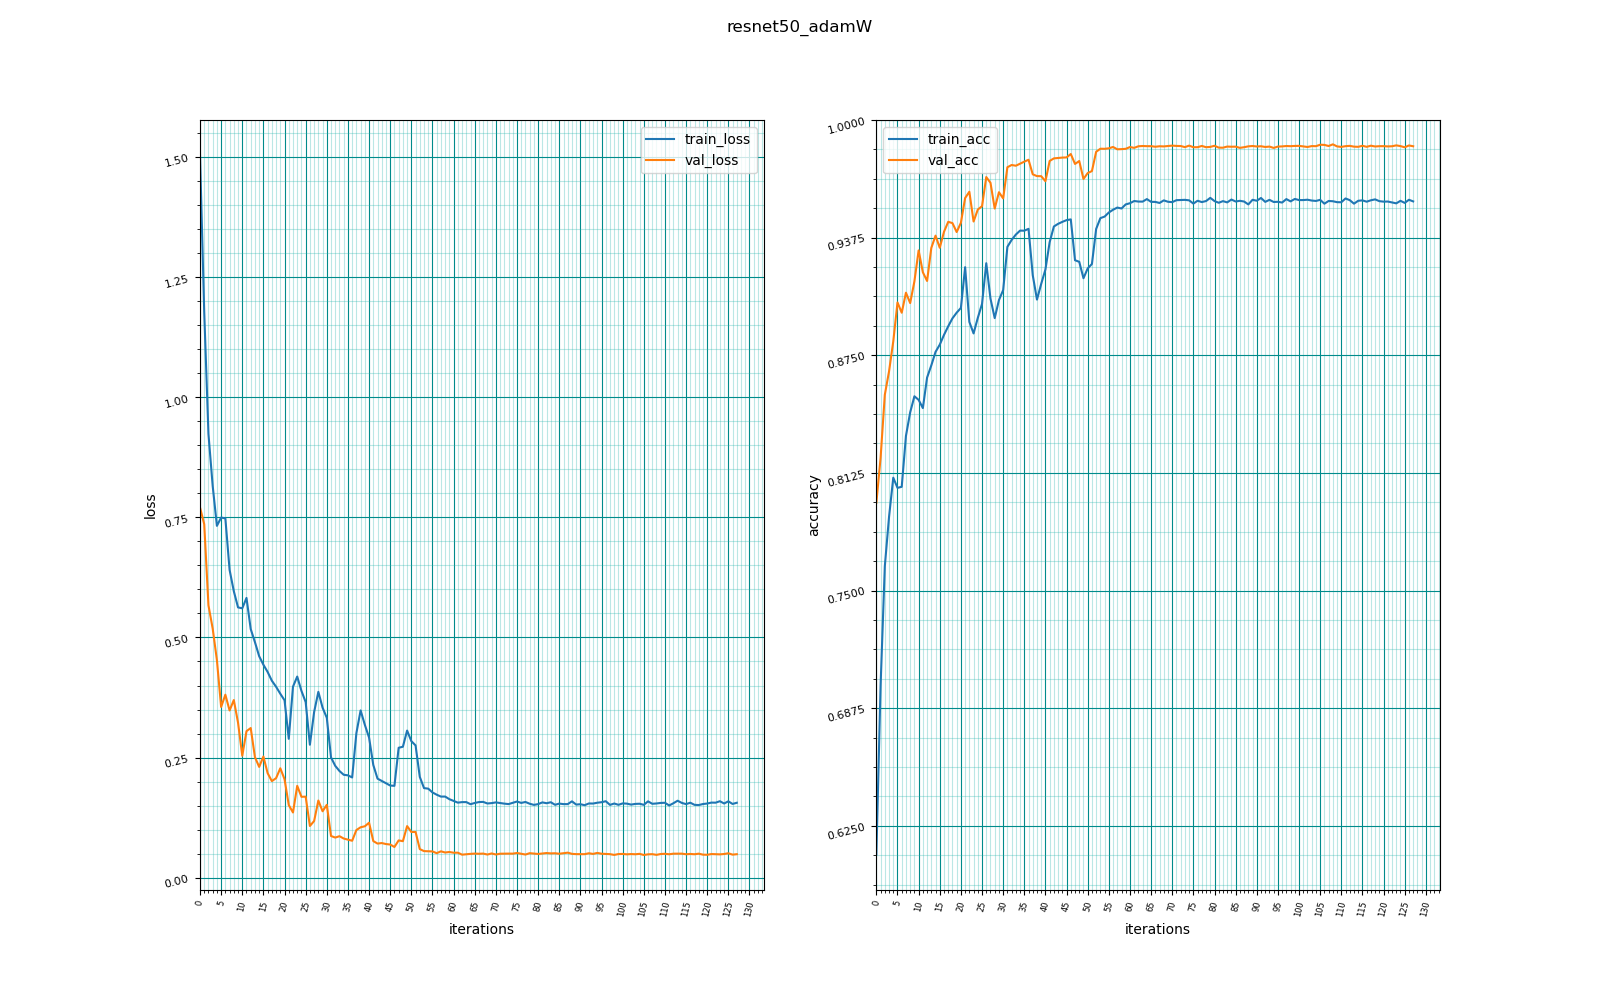 resnet50_adamW
train_loss
val_loss
1.50
1.25
1.00
0.75
0.50
0.25
0.00
loss
0 5 10 15 20 25 30 35 40 45 50 55 60 65 70 75 80 85 90 95 100 105 110 115 120 125 130
iterations
train_acc
val_acc
1.0000
0.9375
0.8750
0.8125
0.7500
0.6875
0.6250
accuracy
0 5 10 15 20 25 30 35 40 45 50 55 60 65 70 75 80 85 90 95 100 105 110 115 120 125 130
iterations